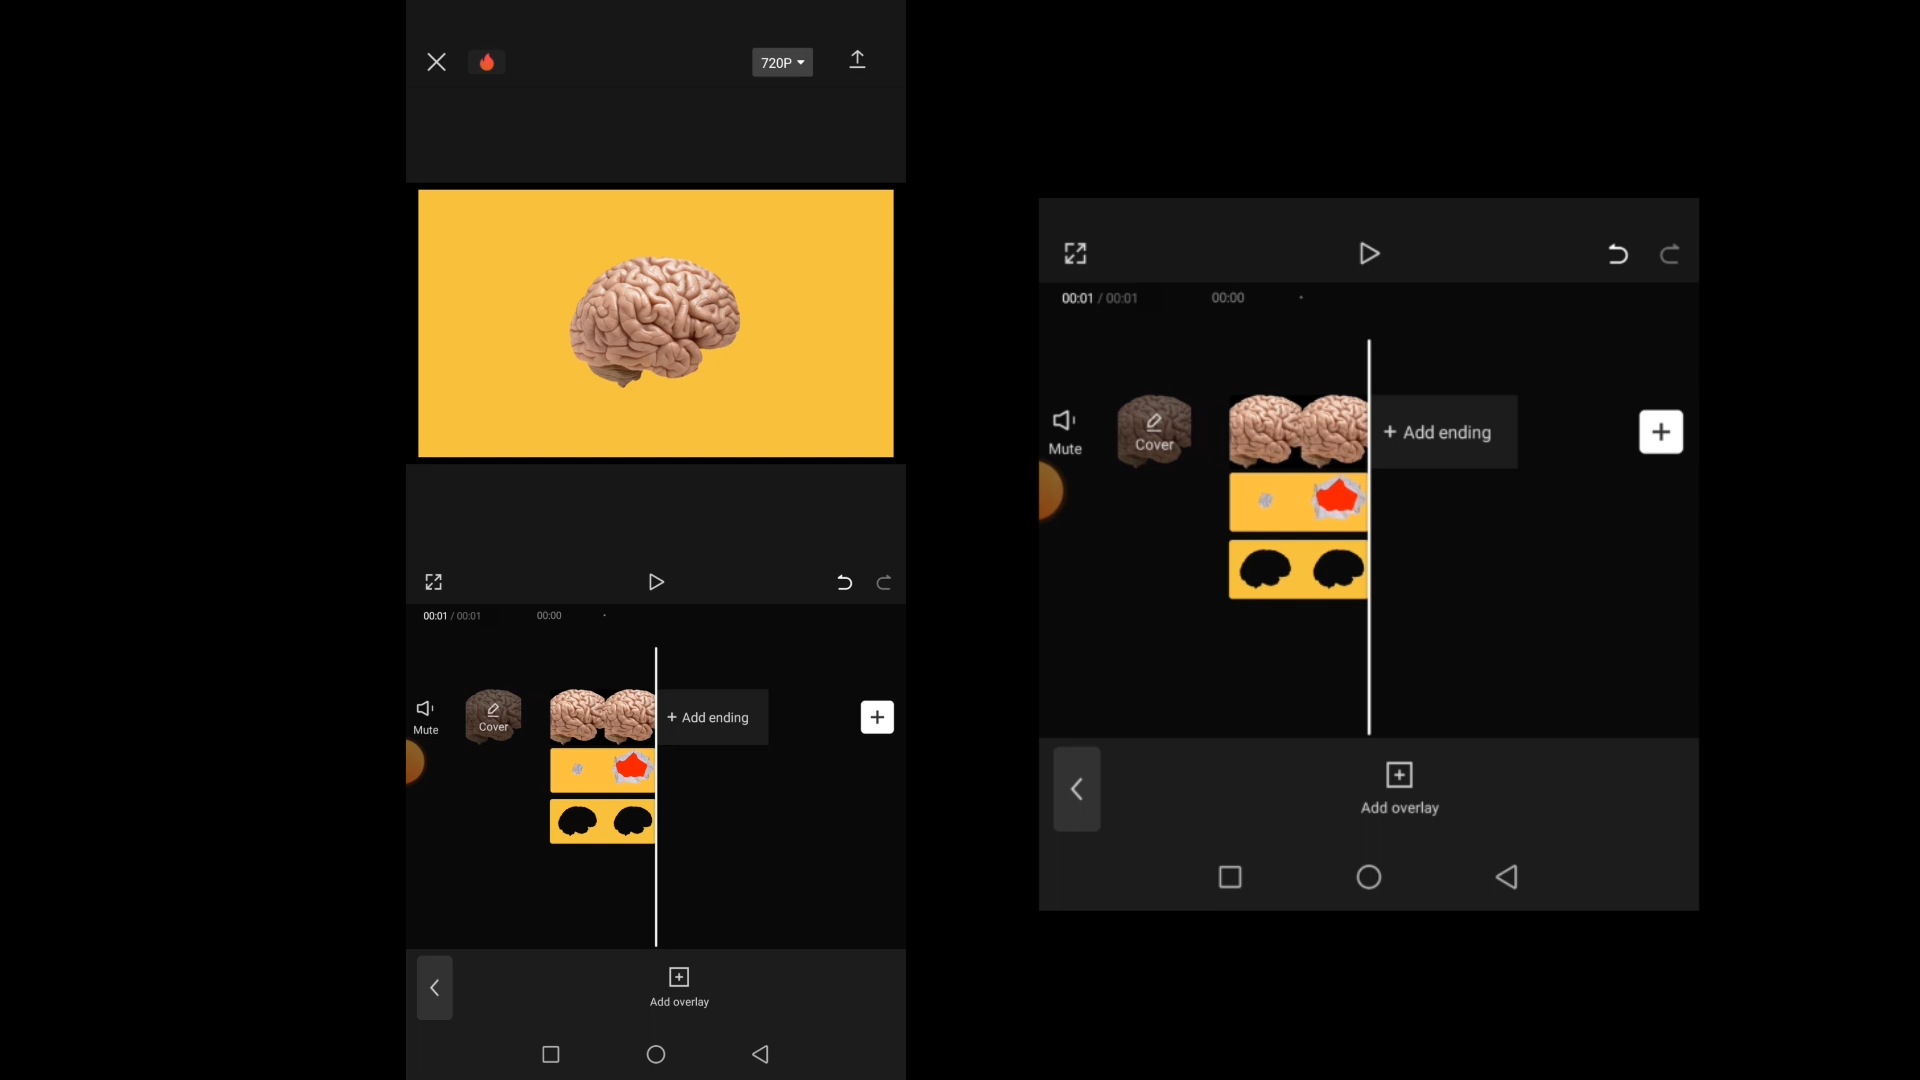 720P
00:01 / 00:01 00:00
Mute
Cover
+ Add ending
Add overlay
00:01 / 00:01 00:00
Mute
Cover
+ Add ending
Add overlay